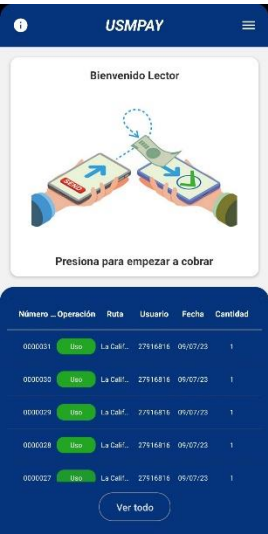 USMPAY
Bienvenido Lector
SEND
Presiona para empezar a cobrar
Número ... Operación Ruta Usuario Fecha Cantidad
0000031 Uso La Calif... 27916816 09/07/23 1
0000030 Uso La Calif... 27916816 09/07/23 1
0000029 Uso La Calif... 27916816 09/07/23 1
0000028 Uso La Calif... 27916816 09/07/23 1
0000027 Uso La Calif... 27916816 09/07/23 1
Ver todo